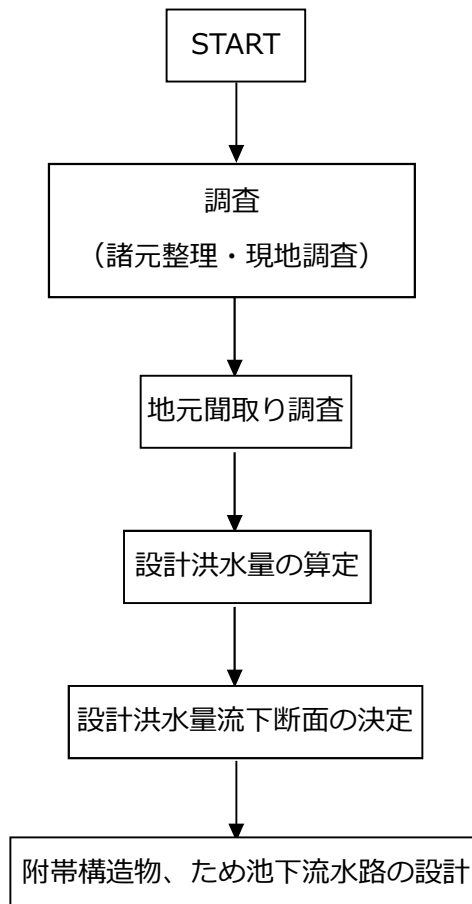 START
調査
（諸元整理・現地調査）
地元聞取り調査
設計洪水量の算定
設計洪水量流下断面の決定
附帯構造物、ため池下流水路の設計